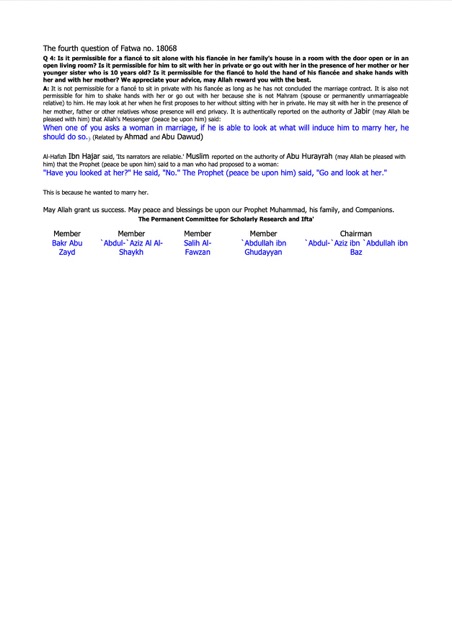 The fourth question of Fatwa no. 18068
Q 4: Is it permissible for a fiancé to sit alone with his fiancée in her family's house in a room with the door open or in an
open living room? Is it permissible for him to sit with her in private or go out with her in the presence of her mother or her
younger sister who is 10 years old? Is it permissible for the fiancé to hold the hand of his fiancée and shake hands with
her and with her mother? We appreciate your advice, may Allah reward you with the best.
A: It is not permissible for a fiancé to sit in private with his fiancée as long as he has not concluded the marriage contract. It is also not
permissible for him to shake hands with her or go out with her because she is not Mahram (spouse or permanently unmarriageable
relative) to him. He may look at her when he first proposes to her without sitting with her in private. He may sit with her in the presence of
her mother, father or other relatives whose presence will end privacy. It is authentically reported on the authority of Jabir (may Allah be
pleased with him) that Allah's Messenger (peace be upon him) said:
When one of you asks a woman in marriage, if he is able to look at what will induce him to marry her, he
should do so.) (Related by Ahmad and Abu Dawud)
Al-Hafizh Ibn Hajar said, 'Its narrators are reliable.' Muslim reported on the authority of Abu Hurayrah (may Allah be pleased with
him) that the Prophet (peace be upon him) said to a man who had proposed to a woman:
"Have you looked at her?" He said, "No." The Prophet (peace be upon him) said, "Go and look at her."
This is because he wanted to marry her.
May Allah grant us success. May peace and blessings be upon our Prophet Muhammad, his family, and Companions.
The Permanent Committee for Scholarly Research and Ifta'
Member Member Member Member Chairman
Bakr Abu `Abdul-`Aziz Al Al- Salih Al- `Abdullah ibn `Abdul-`Aziz ibn `Abdullah ibn
Zayd Shaykh Fawzan Ghudayyan Baz